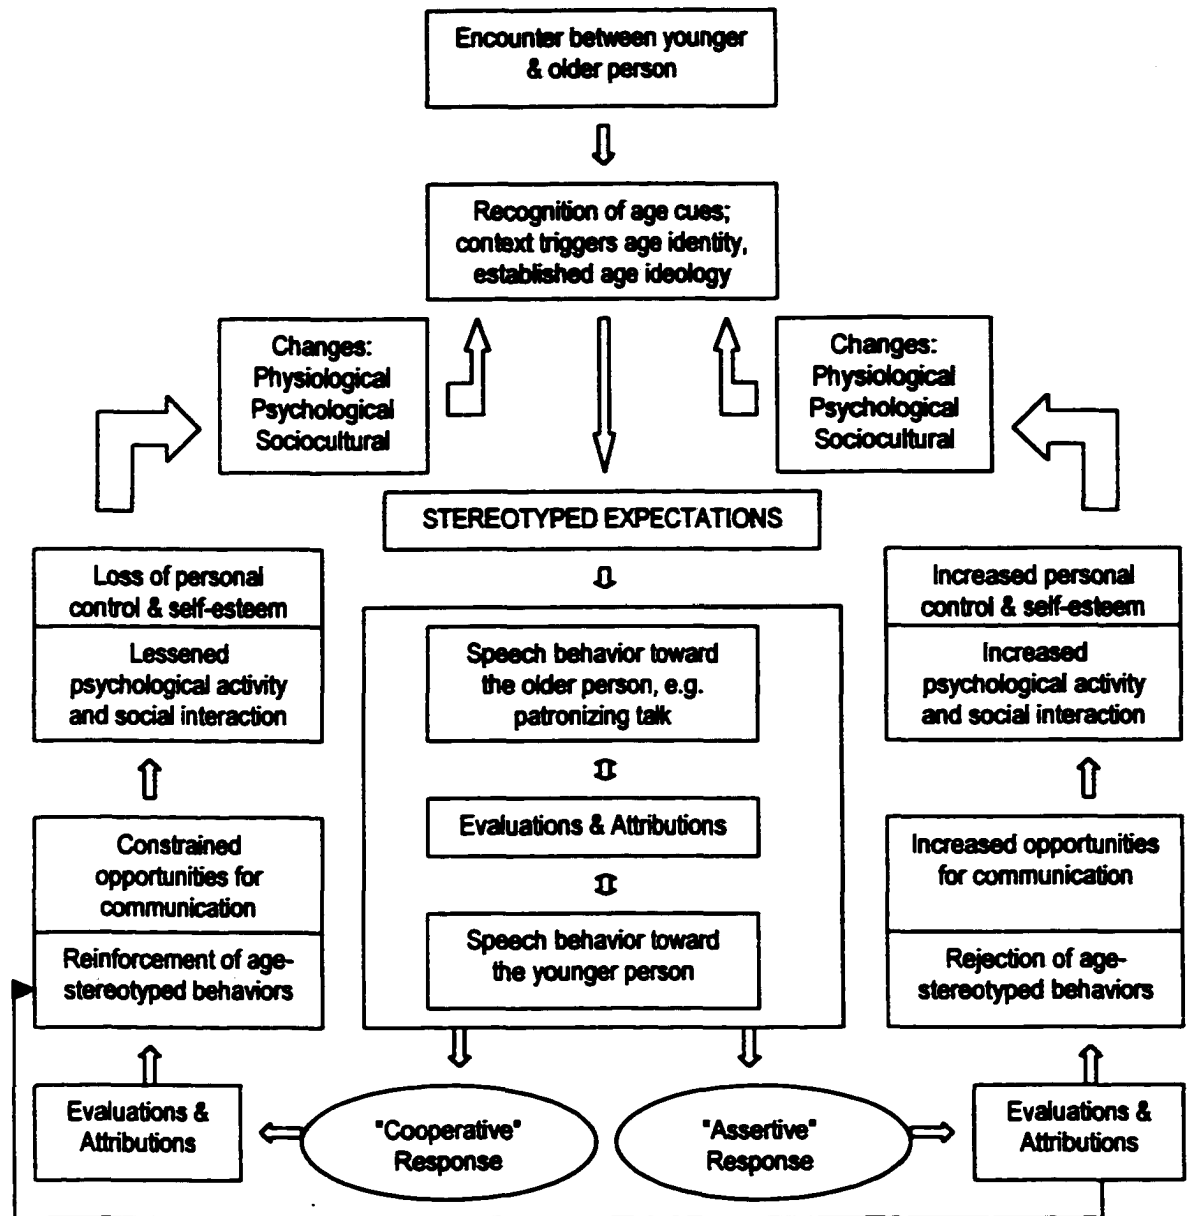 Encounter between younger
& older person
Recognition of age cues;
context triggers age identity,
established age ideology
Changes:
Physiological
Psychological
Sociocultural
Changes:
Physiological
Psychological
Sociocultural
STEREOTYPED EXPECTATIONS
Loss of personal
control & self-esteem
Lessened
psychological activity
and social interaction
Speech behavior toward
the older person, e.g.
patronizing talk
Increased personal
control & self-esteem
Increased
psychological activity
and social interaction
Evaluations & Attributions
Constrained
opportunities for
communication
Reinforcement of age-
stereotyped behaviors
Speech behavior toward
the younger person
Increased opportunities
for communication
Rejection of age-
stereotyped behaviors
Evaluations &
Attributions
"Cooperative"
Response
"Assertive"
Response
Evaluations &
Attributions